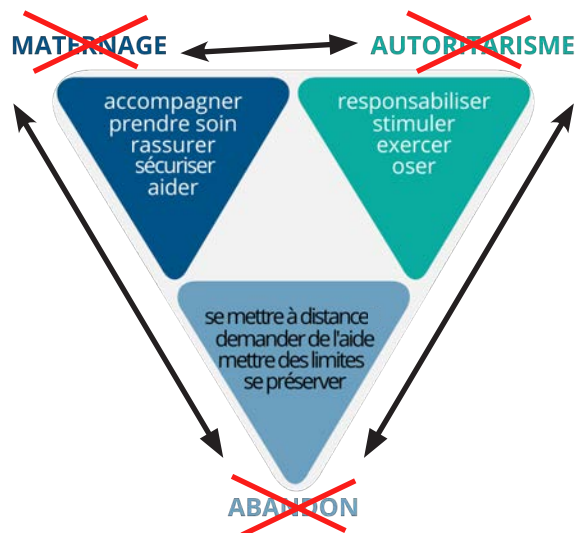 MATERNAGE
AUTORITARISME
accompagner
prendre soin
rassurer
sécuriser
aider
responsabiliser
stimuler
exercer
oser
se mettre à distance
demander de l'aide
mettre des limites
se préserver
ABANDON